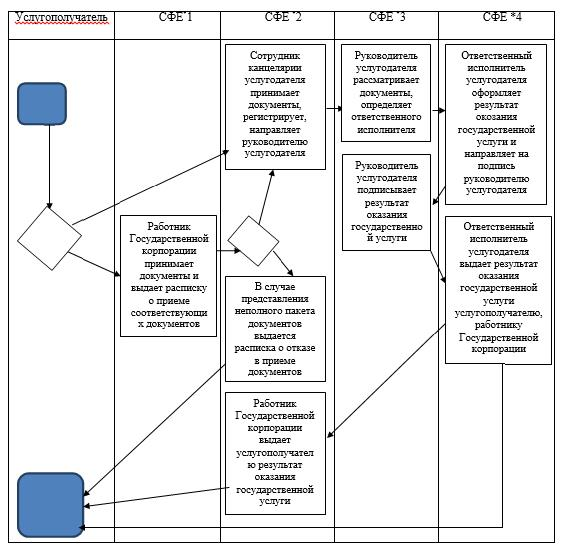 Услугополучатель
СФЕ*1
СФЕ *2
СФЕ *3
СФЕ *4
Сотрудник
канцелярии
услугодателя
принимает
документы,
регистрирует,
направляет
руководителю
услугодателя
Руководитель
услугодателя
рассматривает
документы,
определяет
ответственного
исполнителя
Ответственный
исполнитель
услугодателя
оформляет
результат
оказания
государственной
услуги и
направляет на
подпись
руководителю
услугодателя
Руководитель
услугодателя
подписывает
результат
оказания
государственно
й услуги
Работник
Государственной
корпорации
принимает
документы и
выдает расписку
о приеме
соответствующи
х документов
Ответственный
исполнитель
услугодателя
выдает результат
оказания
государственной
услуги
услугополучателю,
работнику
Государственной
корпорации
В случае
представления
неполного пакета
документов
выдается
расписка о отказе
в приеме
документов
Работник
Государственной
корпорации
выдает
услугополучател
ю результат
оказания
государственной
услуги